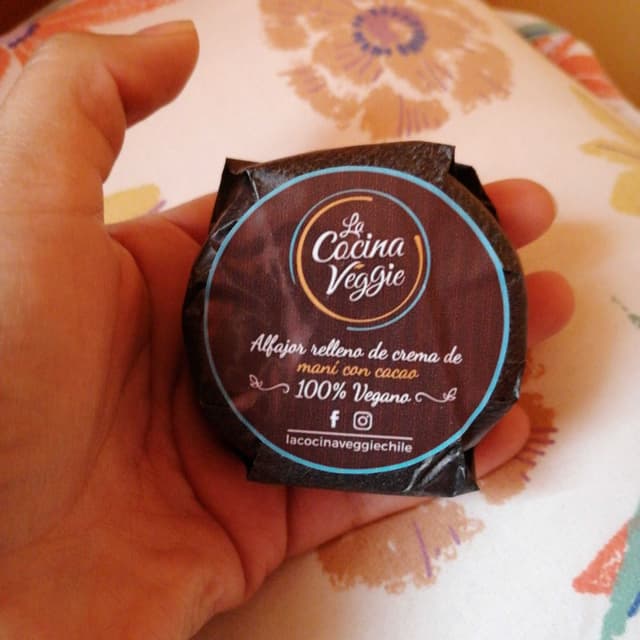 La
Cocina
Veggie
Alfajor relleno de crema de
maní con cacao
100% Vegano
lacocinaveggiechile